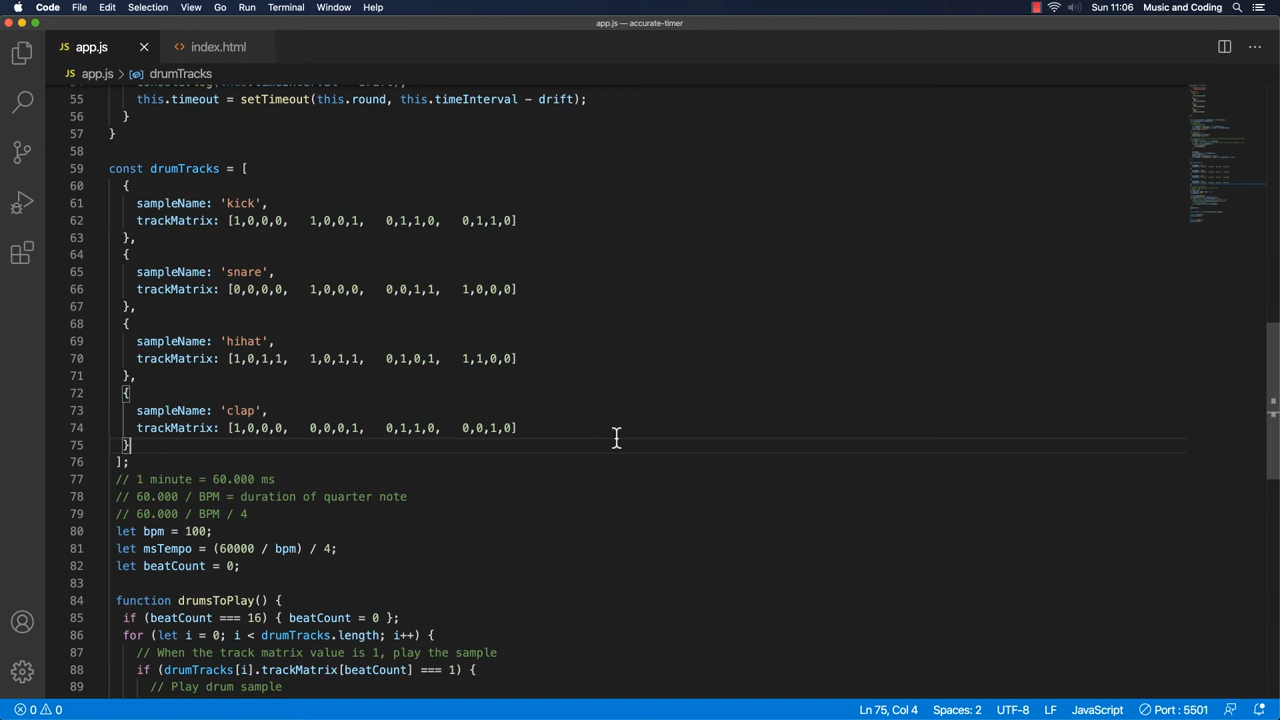 Code File Edit Selection View Go Run Terminal Window Help Sun 11:06 Music and Coding
app.js — accurate-timer
JS app.js index.html
JS app.js > drumTracks
55 this.timeout = setTimeout(this.round, this.timeInterval - drift);
56 }
57 }
58
59 const drumTracks = [
60 {
61 sampleName: 'kick',
62 trackMatrix: [1,0,0,0, 1,0,0,1, 0,1,1,0, 0,1,1,0]
63 },
64 {
65 sampleName: 'snare',
66 trackMatrix: [0,0,0,0, 1,0,0,0, 0,0,1,1, 1,0,0,0]
67 },
68 {
69 sampleName: 'hihat',
70 trackMatrix: [1,0,1,1, 1,0,1,1, 0,1,0,1, 1,1,0,0]
71 },
72 {
73 sampleName: 'clap',
74 trackMatrix: [1,0,0,0, 0,0,0,1, 0,1,1,0, 0,0,1,0]
75 }
76 ];
77 // 1 minute = 60.000 ms
78 // 60.000 / BPM = duration of quarter note
79 // 60.000 / BPM / 4
80 let bpm = 100;
81 let msTempo = (60000 / bpm) / 4;
82 let beatCount = 0;
83
84 function drumsToPlay() {
85 if (beatCount === 16) { beatCount = 0 };
86 for (let i = 0; i < drumTracks.length; i++) {
87 // When the track matrix value is 1, play the sample
88 if (drumTracks[i].trackMatrix[beatCount] === 1) {
89 // Play drum sample
0 0 Ln 75, Col 4 Spaces: 2 UTF-8 LF JavaScript Port : 5501